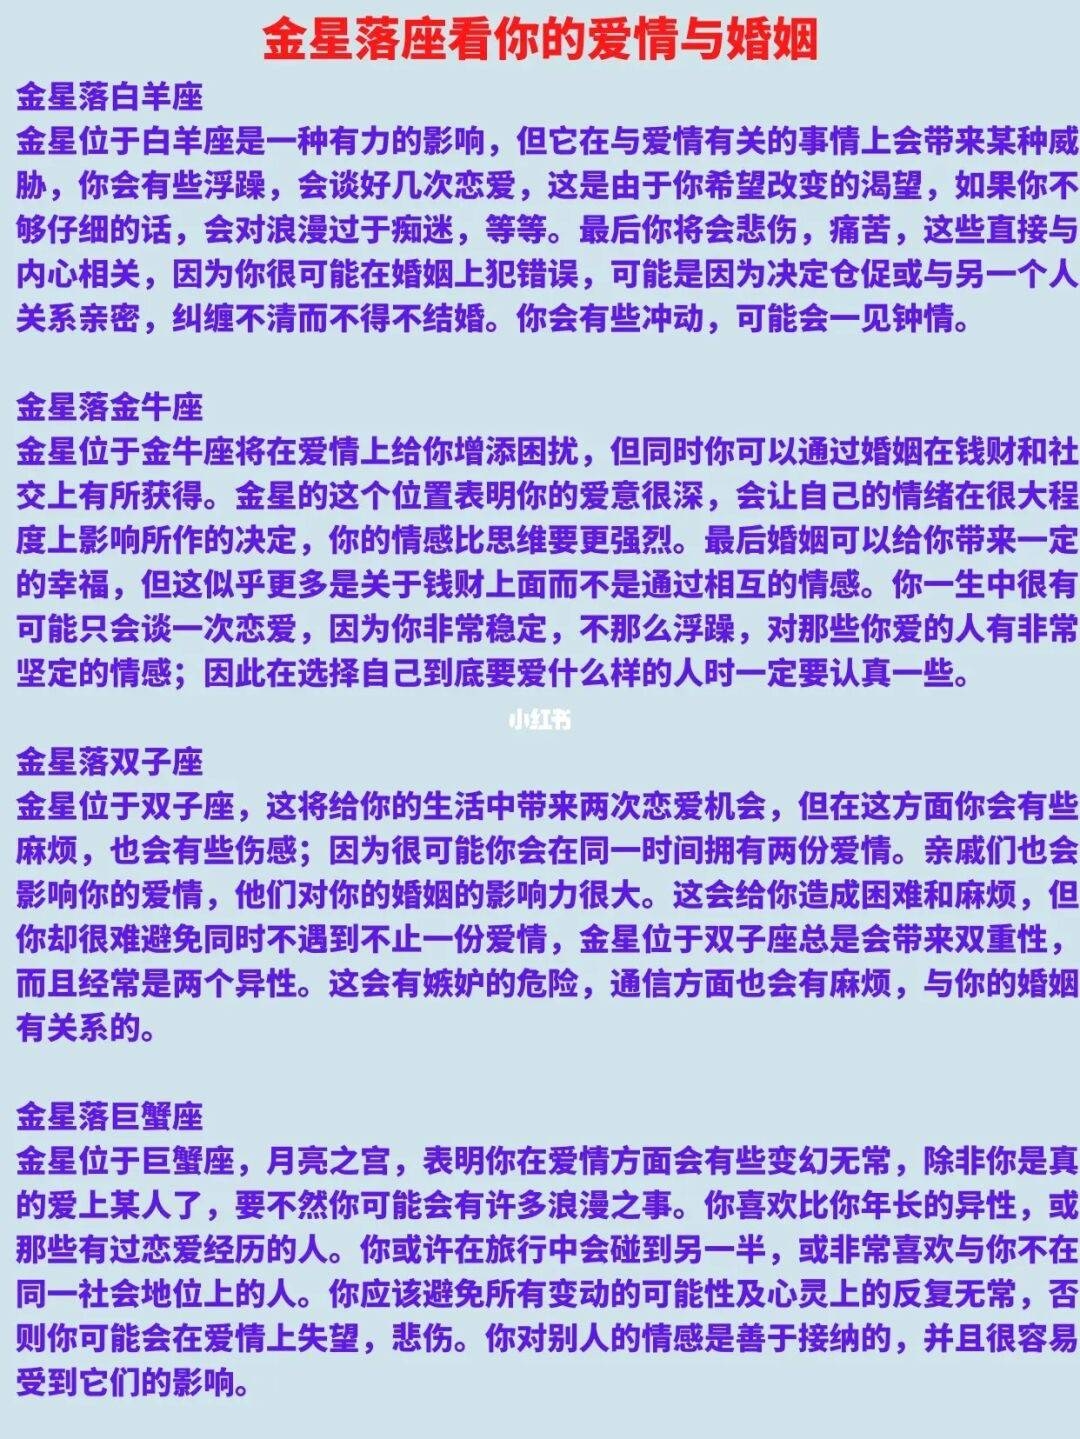 金星落座看你的爱情与婚姻
金星落白羊座
金星位于白羊座是一种有力的影响，但它在与爱情有关的事情上会带来某种威
胁，你会有些浮躁，会谈好几次恋爱，这是由于你希望改变的渴望，如果你不
够仔细的话，会对浪漫过于痴迷，等等。最后你将会悲伤，痛苦，这些直接与
内心相关，因为你很可能在婚姻上犯错误，可能是因为决定仓促或与另一个人
关系亲密，纠缠不清而不得不结婚。你会有些冲动，可能会一见钟情。
金星落金牛座
金星位于金牛座将在爱情上给你增添困扰，但同时你可以通过婚姻在钱财和社
交上有所获得。金星的这个位置表明你的爱意很深，会让自己的情绪在很大程
度上影响所作的决定，你的情感比思维要更强烈。最后婚姻可以给你带来一定
的幸福，但这似乎更多是关于钱财上面而不是通过相互的情感。你一生中很有
可能只会谈一次恋爱，因为你非常稳定，不那么浮躁，对那些你爱的人有非常
坚定的情感；因此在选择自己到底要爱什么样的人时一定要认真一些。
小红书
金星落双子座
金星位于双子座，这将给你的生活中带来两次恋爱机会，但在这方面你会有些
麻烦，也会有些伤感；因为很可能你会在同一时间拥有两份爱情。亲戚们也会
影响你的爱情，他们对你的婚姻的影响力很大。这会给你造成困难和麻烦，但
你却很难避免同时不遇到不止一份爱情，金星位于双子座总是会带来双重性，
而且经常是两个异性。这会有嫉妒的危险，通信方面也会有麻烦，与你的婚姻
有关系的。
金星落巨蟹座
金星位于巨蟹座，月亮之宫，表明你在爱情方面会有些变幻无常，除非你是真
的爱上某人了，要不然你可能会有许多浪漫之事。你喜欢比你年长的异性，或
那些有过恋爱经历的人。你或许在旅行中会碰到另一半，或非常喜欢与你不在
同一社会地位上的人。你应该避免所有变动的可能性及心灵上的反复无常，否
则你可能会在爱情上失望，悲伤。你对别人的情感是善于接纳的，并且很容易
受到它们的影响。